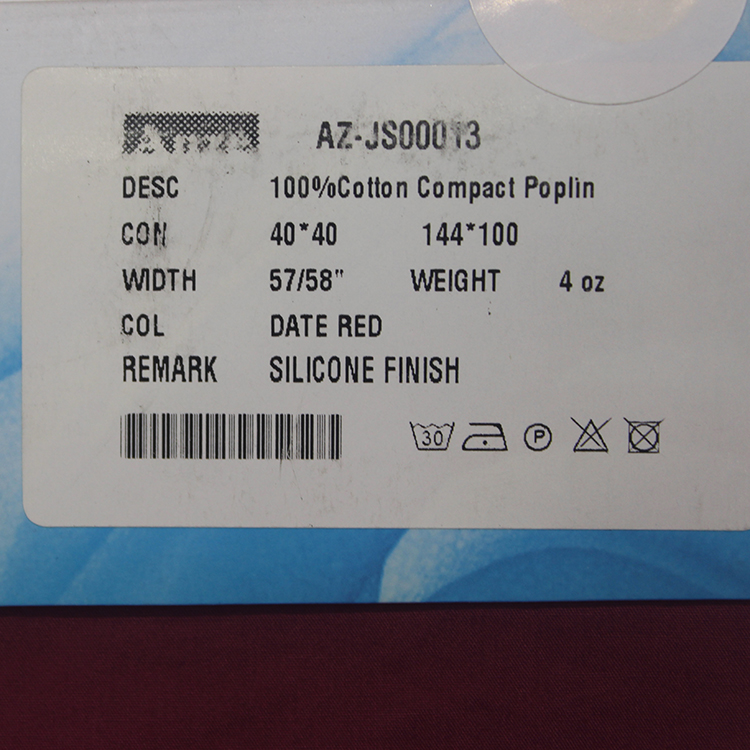 AZ-JS00013
DESC 100%Cotton Compact Poplin
CON 40*40 144*100
WIDTH 57/58" WEIGHT 4 oz
COL DATE RED
REMARK SILICONE FINISH
30 P